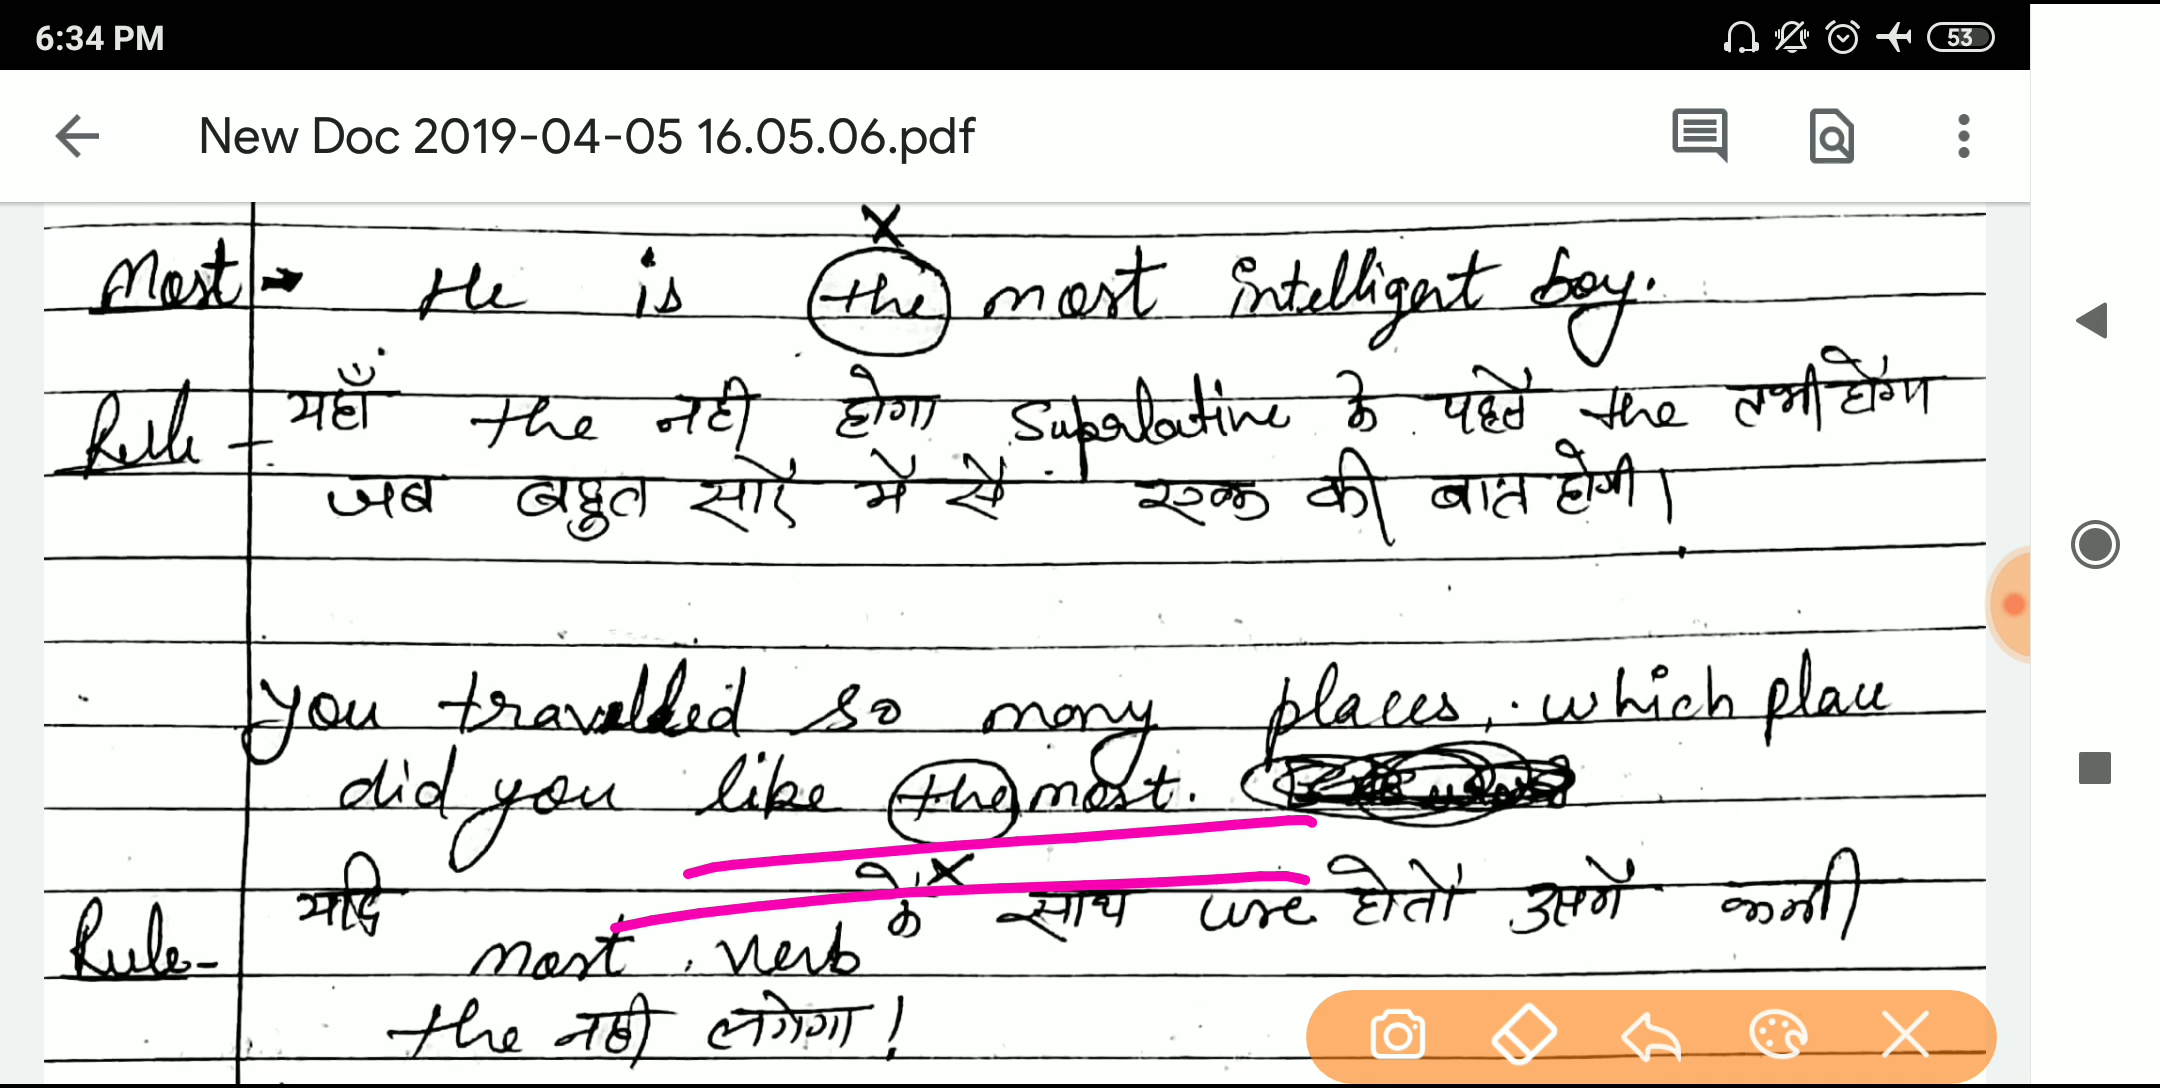 6:34 PM 53
New Doc 2019-04-05 16.05.06.pdf
X
Most → He is the most intelligent boy.
Rule - यहाँ the नही होगा Superlative के पहले the तभी होगा
जब बहुत सारे में से एक की बात होगी।
you travelled so many places, which place
did you like the most.
X
Rule- यदि most verb के साथ use हो तो उसमें कभी
the नही लगेगा!